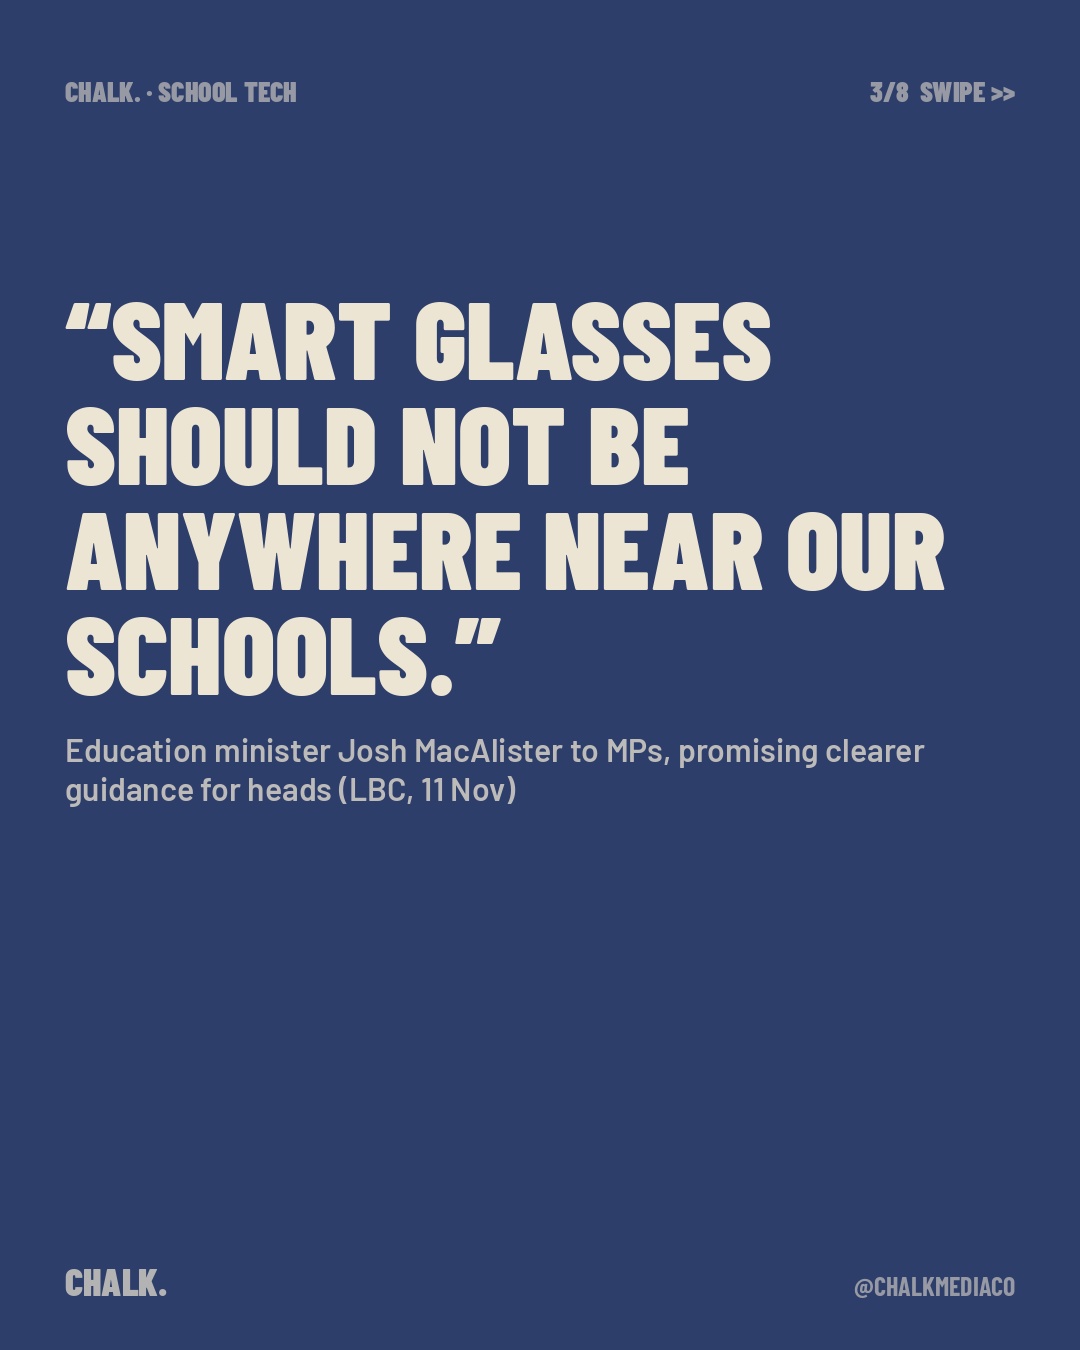 CHALK. · SCHOOL TECH
3/8 SWIPE >>
“SMART GLASSES
SHOULD NOT BE
ANYWHERE NEAR OUR
SCHOOLS.”
Education minister Josh MacAlister to MPs, promising clearer
guidance for heads (LBC, 11 Nov)
CHALK.
@CHALKMEDIACO